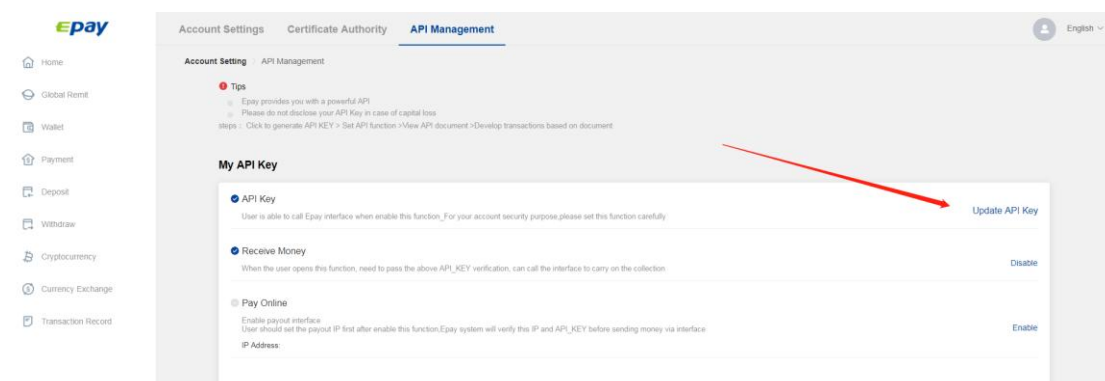 Epay
Account Settings Certificate Authority API Management
English
Home
Global Remit
Wallet
Payment
Deposit
Withdraw
Cryptocurrency
Currency Exchange
Transaction Record
Account Setting API Management
Tips
Epay provides you with a powerful API
Please do not disclose your API Key in case of capital loss
steps : Click to generate API KEY > Set API function >View API document >Develop transactions based on document
My API Key
API Key
User is able to call Epay interface when enable this function_For your account security purpose,please set this function carefully
Update API Key
Receive Money
When the user opens this function, need to pass the above API_KEY verification, can call the interface to carry on the collection
Disable
Pay Online
Enable payout interface
User should set the payout IP first after enable this function,Epay system will verify this IP and API_KEY before sending money via interface
Enable
IP Address: